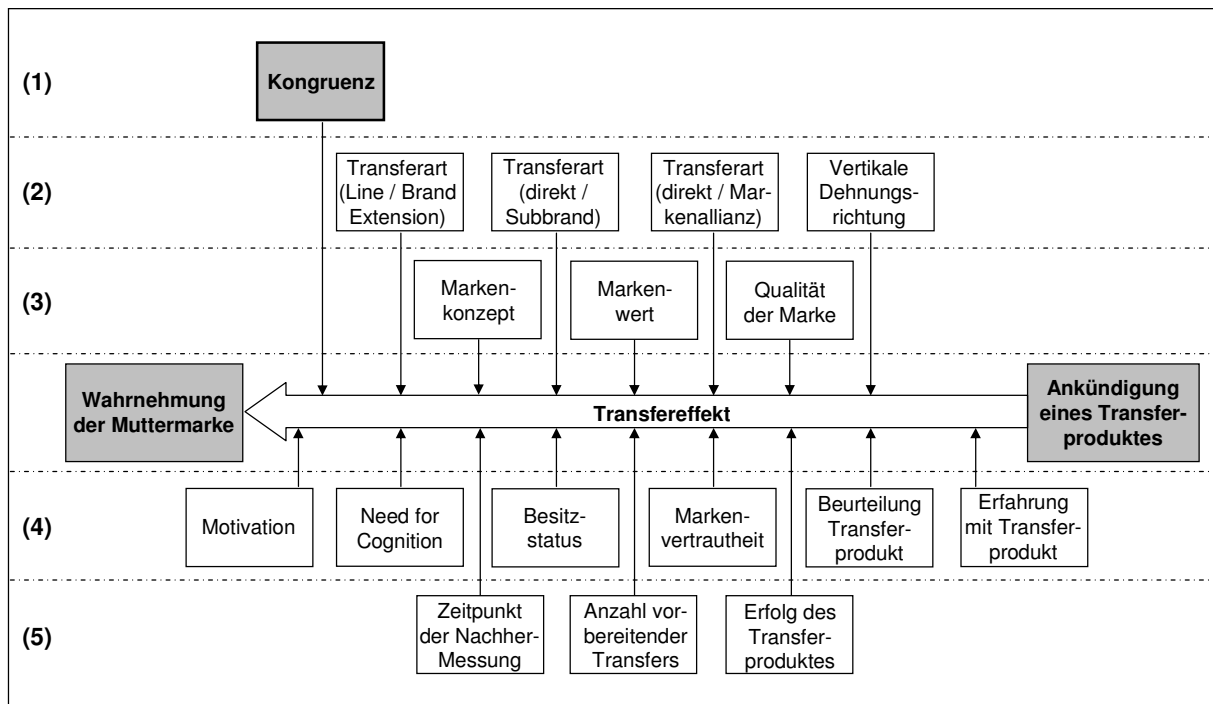 (1)
Kongruenz
(2)
Transferart
(Line / Brand
Extension)
Transferart
(direkt /
Subbrand)
Transferart
(direkt / Mar-
kenallianz)
Vertikale
Dehnungs-
richtung
(3)
Marken-
konzept
Marken-
wert
Qualität
der Marke
Wahrnehmung
der Muttermarke
Transfereffekt
Ankündigung
eines Transfer-
produktes
(4)
Motivation
Need for
Cognition
Besitz-
status
Marken-
vertrautheit
Beurteilung
Transfer-
produkt
Erfahrung
mit Transfer-
produkt
(5)
Zeitpunkt
der Nachher-
Messung
Anzahl vor-
bereitender
Transfers
Erfolg des
Transfer-
produktes